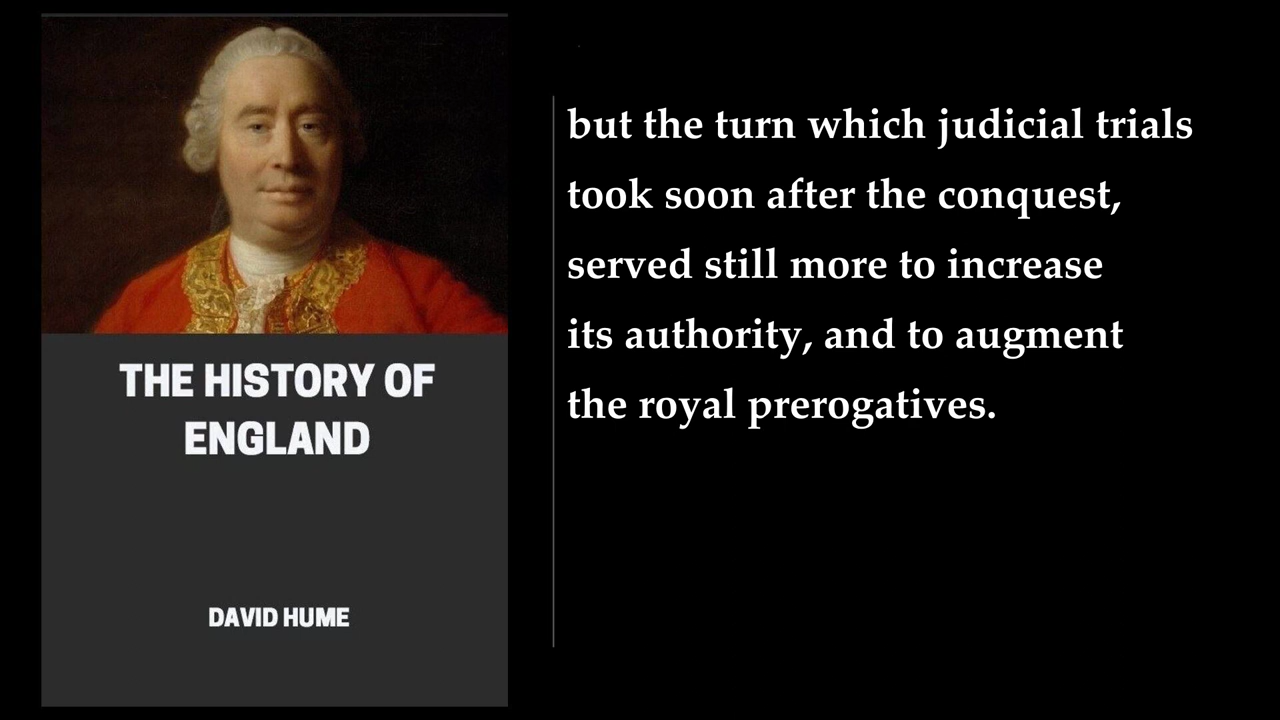 THE HISTORY OF
ENGLAND
DAVID HUME
but the turn which judicial trials
took soon after the conquest,
served still more to increase
its authority, and to augment
the royal prerogatives.